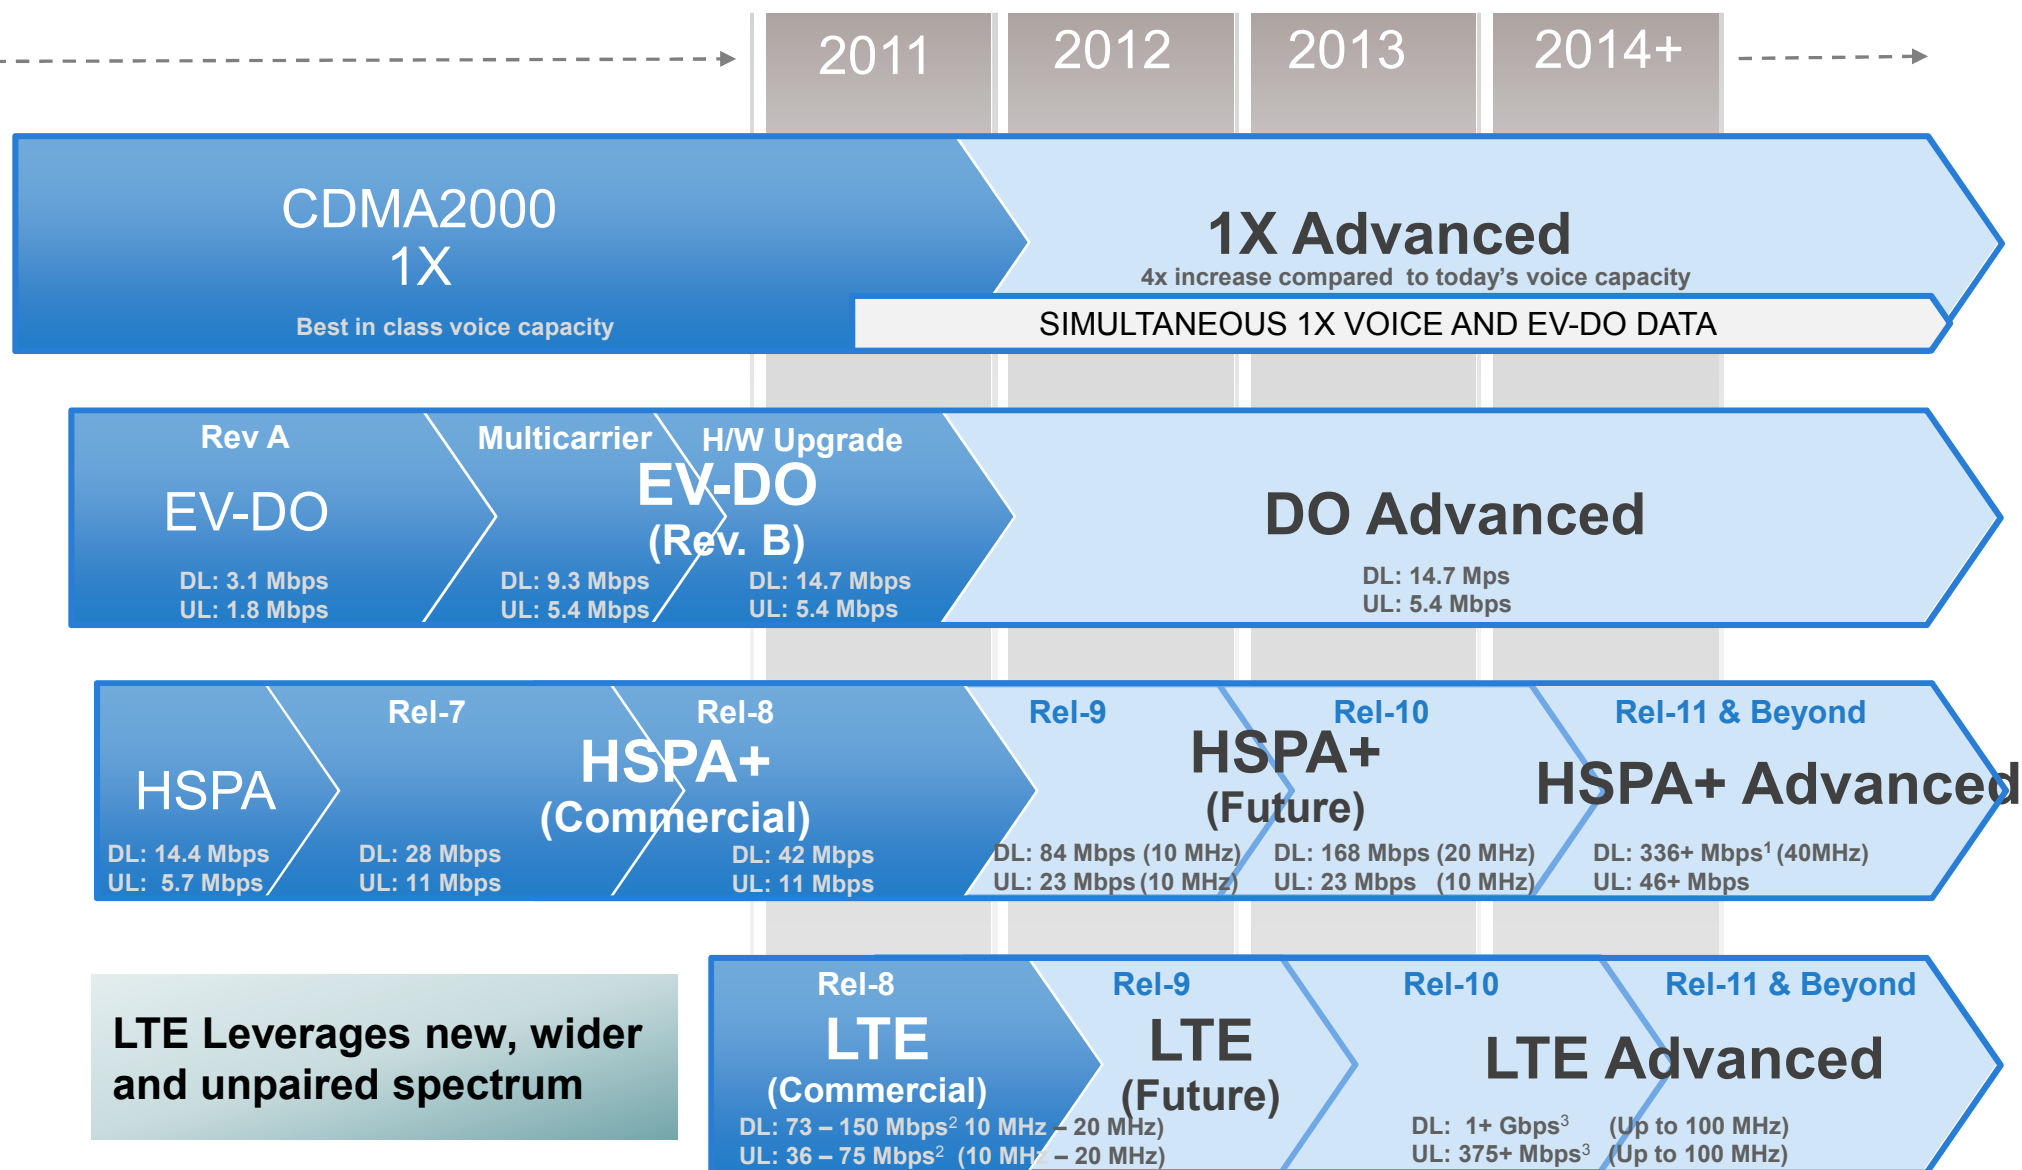 2011 2012 2013 2014+
CDMA2000
1X
Best in class voice capacity
1X Advanced
4x increase compared to today's voice capacity
SIMULTANEOUS 1X VOICE AND EV-DO DATA
Rev A
EV-DO
DL: 3.1 Mbps
UL: 1.8 Mbps
Multicarrier
H/W Upgrade
EV-DO
(Rev. B)
DL: 9.3 Mbps
UL: 5.4 Mbps
DL: 14.7 Mbps
UL: 5.4 Mbps
DO Advanced
DL: 14.7 Mps
UL: 5.4 Mbps
HSPA
DL: 14.4 Mbps
UL: 5.7 Mbps
Rel-7
Rel-8
HSPA+
(Commercial)
DL: 28 Mbps
UL: 11 Mbps
DL: 42 Mbps
UL: 11 Mbps
Rel-9
Rel-10
HSPA+
(Future)
DL: 84 Mbps (10 MHz)
UL: 23 Mbps (10 MHz)
DL: 168 Mbps (20 MHz)
UL: 23 Mbps (10 MHz)
Rel-11 & Beyond
HSPA+ Advanced
DL: 336+ Mbps¹ (40MHz)
UL: 46+ Mbps
LTE Leverages new, wider
and unpaired spectrum
Rel-8
LTE
(Commercial)
DL: 73 – 150 Mbps² 10 MHz – 20 MHz)
UL: 36 – 75 Mbps² (10 MHz – 20 MHz)
Rel-9
LTE
(Future)
Rel-10
Rel-11 & Beyond
LTE Advanced
DL: 1+ Gbps³ (Up to 100 MHz)
UL: 375+ Mbps³ (Up to 100 MHz)